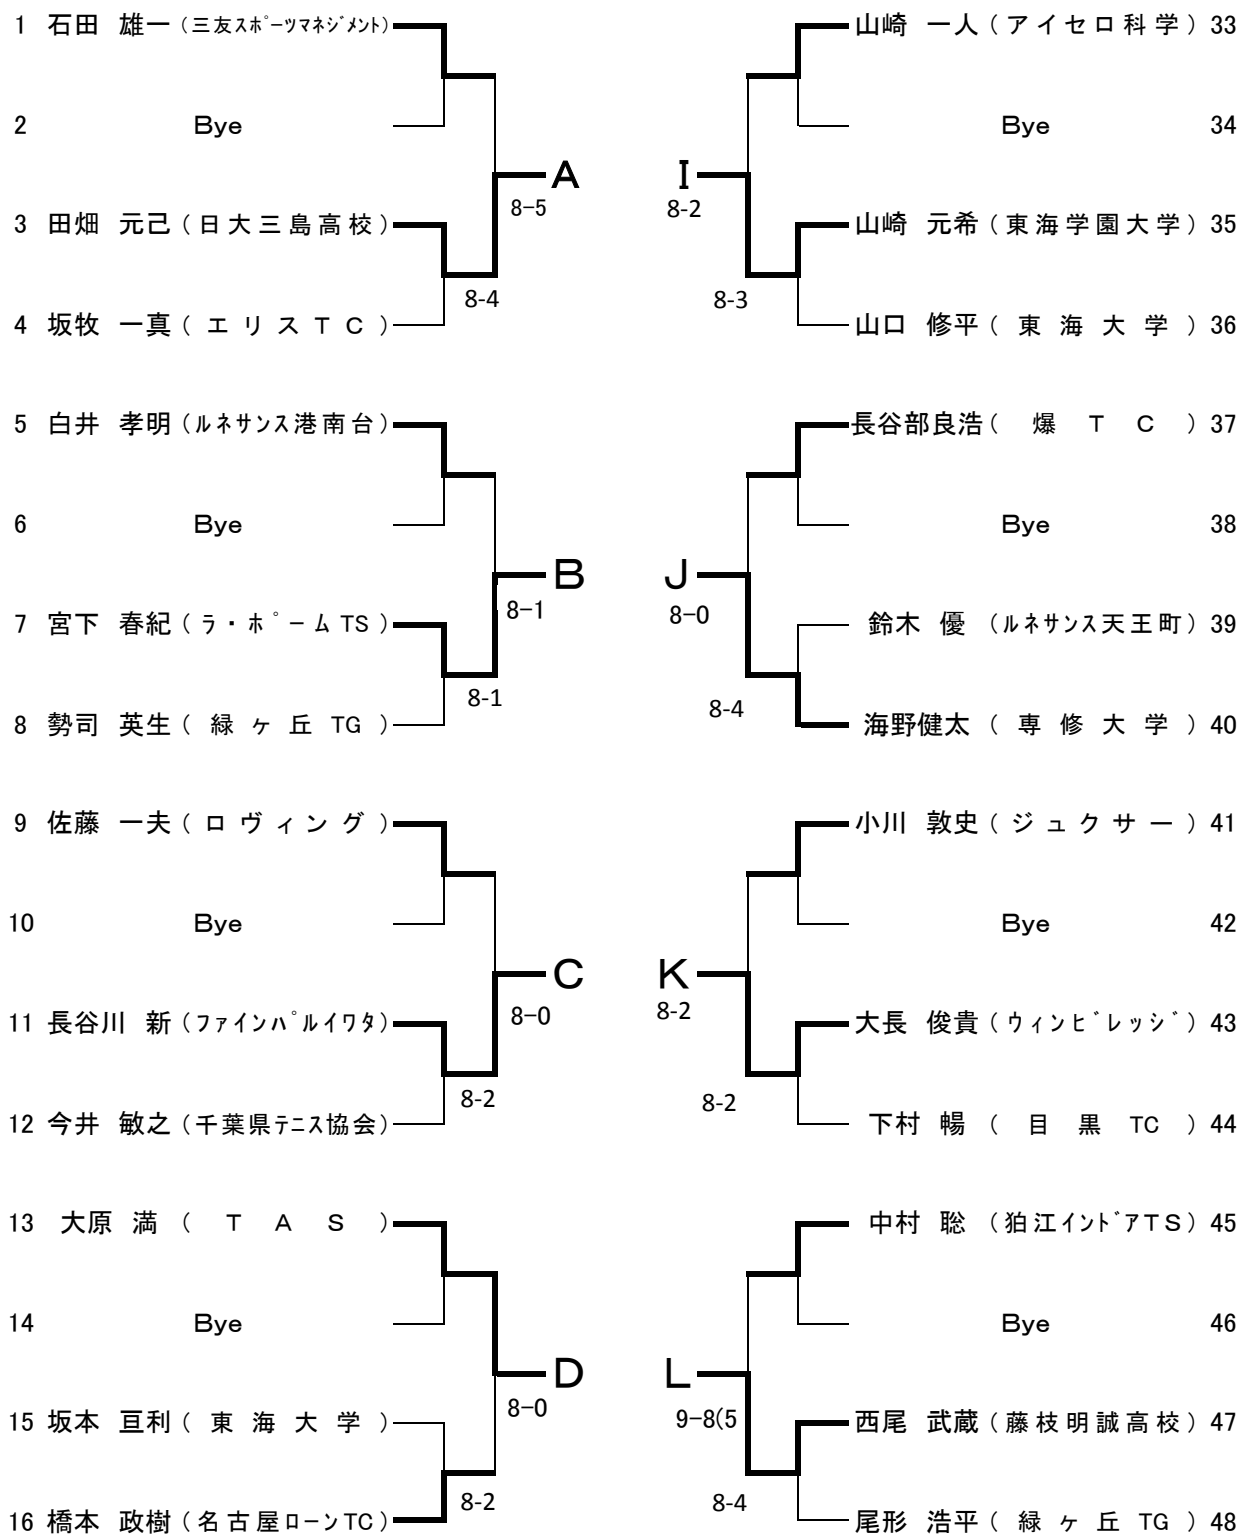 1 石田 雄一(三友スポーツマネジメント)
2 Bye
A
8-5
3 田畑 元己(日大三島高校)
8-4
4 坂牧 一真(エリスTC)
5 白井 孝明(ルネサンス港南台)
6 Bye
B
8-1
7 宮下 春紀(ラ・ポームTS)
8-1
8 勢司 英生(緑ヶ丘TG)
9 佐藤 一夫(ロヴィング)
10 Bye
C
8-0
11 長谷川 新(ファインパルイワタ)
8-2
12 今井 敏之(千葉県テニス協会)
13 大原 満(TAS)
14 Bye
D
8-0
15 坂本 亘利(東海大学)
8-2
16 橋本 政樹(名古屋ローンTC)
山崎 一人(アイセロ科学)33
Bye 34
I
8-2
山崎 元希(東海学園大学)35
8-3
山口 修平(東海大学)36
長谷部良浩(爆TC)37
Bye 38
J
8-0
鈴木 優(ルネサンス天王町)39
8-4
海野健太(専修大学)40
小川 敦史(ジュクサー)41
Bye 42
K
8-2
大長 俊貴(ウィンビレッジ)43
8-2
下村 暢(目黒TC)44
中村 聡(狛江インドアTS)45
Bye 46
L
9-8(5
西尾 武蔵(藤枝明誠高校)47
8-4
尾形 浩平(緑ヶ丘TG)48